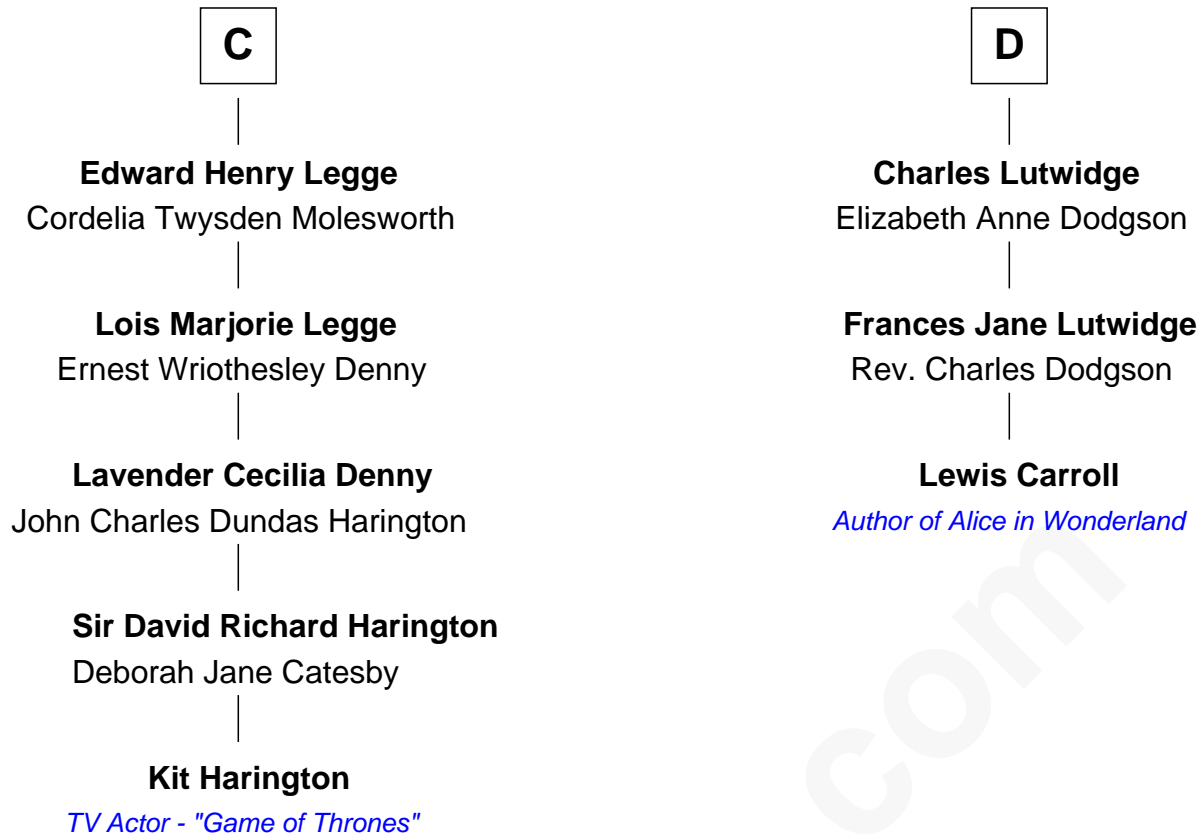 C
Edward Henry Legge
Cordelia Twysden Molesworth
Lois Marjorie Legge
Ernest Wriothesley Denny
Lavender Cecilia Denny
John Charles Dundas Harington
Sir David Richard Harington
Deborah Jane Catesby
Kit Harington
TV Actor - "Game of Thrones"
D
Charles Lutwidge
Elizabeth Anne Dodgson
Frances Jane Lutwidge
Rev. Charles Dodgson
Lewis Carroll
Author of Alice in Wonderland
com